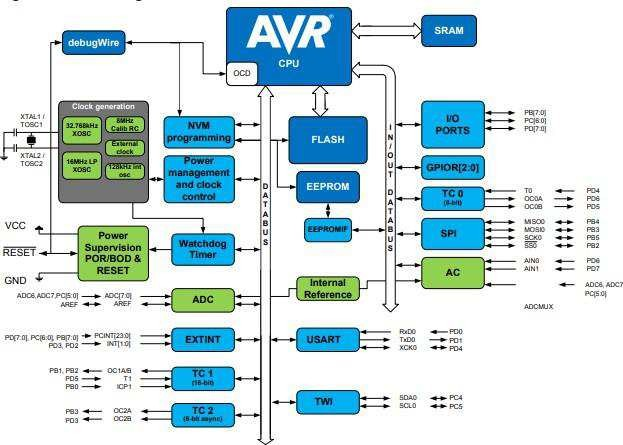 debugWire
AVR®
CPU
OCD
SRAM
Clock generation
XTAL1 /
TOSC1
32.768kHz
XOSC
8MHz
Calib RC
External
clock
XTAL2 /
TOSC2
16MHz LP
XOSC
128kHz int
osc
NVM
programming
Power
management
and clock
control
FLASH
EEPROM
EEPROMIF
DATABUS
IN/OUT DATABUS
I/O
PORTS
PB[7:0]
PC[6:0]
PD[7:0]
GPIOR[2:0]
TC 0
(8-bit)
T0 PD4
OC0A PD6
OC0B PD5
SPI
MISO0 PB4
MOSI0 PB3
SCK0 PB5
SS0 PB2
AC
AIN0 PD6
AIN1 PD7
ADC6, ADC7
PC[5:0]
ADCMUX
VCC
RESET
GND
Power
Supervision
POR/BOD &
RESET
Watchdog
Timer
Internal
Reference
ADC6,ADC7,PC[5:0] ADC[7:0]
AREF AREF
ADC
PD[7:0], PC[6:0], PB[7:0] PCINT[23:0]
PD3, PD2 INT[1:0]
EXTINT
USART
RxD0 PD0
TxD0 PD1
XCK0 PD4
PB1, PB2 OC1A/B
PD5 T1
PB0 ICP1
TC 1
(16-bit)
TWI
SDA0 PC4
SCL0 PC5
PB3 OC2A
PD3 OC2B
TC 2
(8-bit async)